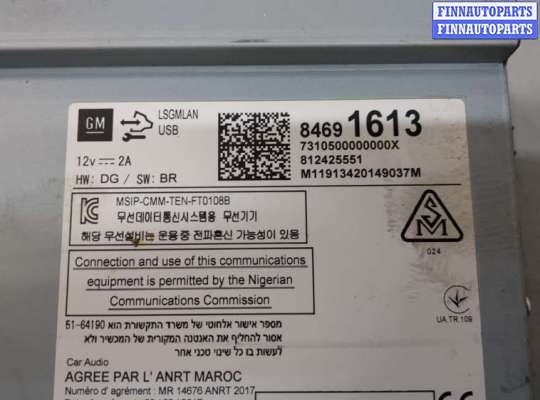 FINNAUTOPARTS
FINNAUTOPARTS
GM
LSGMLAN
USB
8469 1613
7310500000000X
812425551
M11913420149037M
12v 2A
HW: DG / SW: BR
MSIP-CMM-TEN-FT0108B
무선데이터통신시스템용 무선기기
해당 무선설비는 운용 중 전파혼신 가능성이 있음
024
Connection and use of this communications
equipment is permitted by the Nigerian
Communications Commission
UA.TR.109
מספר אישור אלחוטי של משרד התקשורת הוא 51-64190
אסור להחליף את האנטנה המקורית של המכשיר ולא
לעשות בו כל שינוי טכני אחר
Car Audio
AGREE PAR L' ANRT MAROC
Numéro d' agrément : MR 14676 ANRT 2017